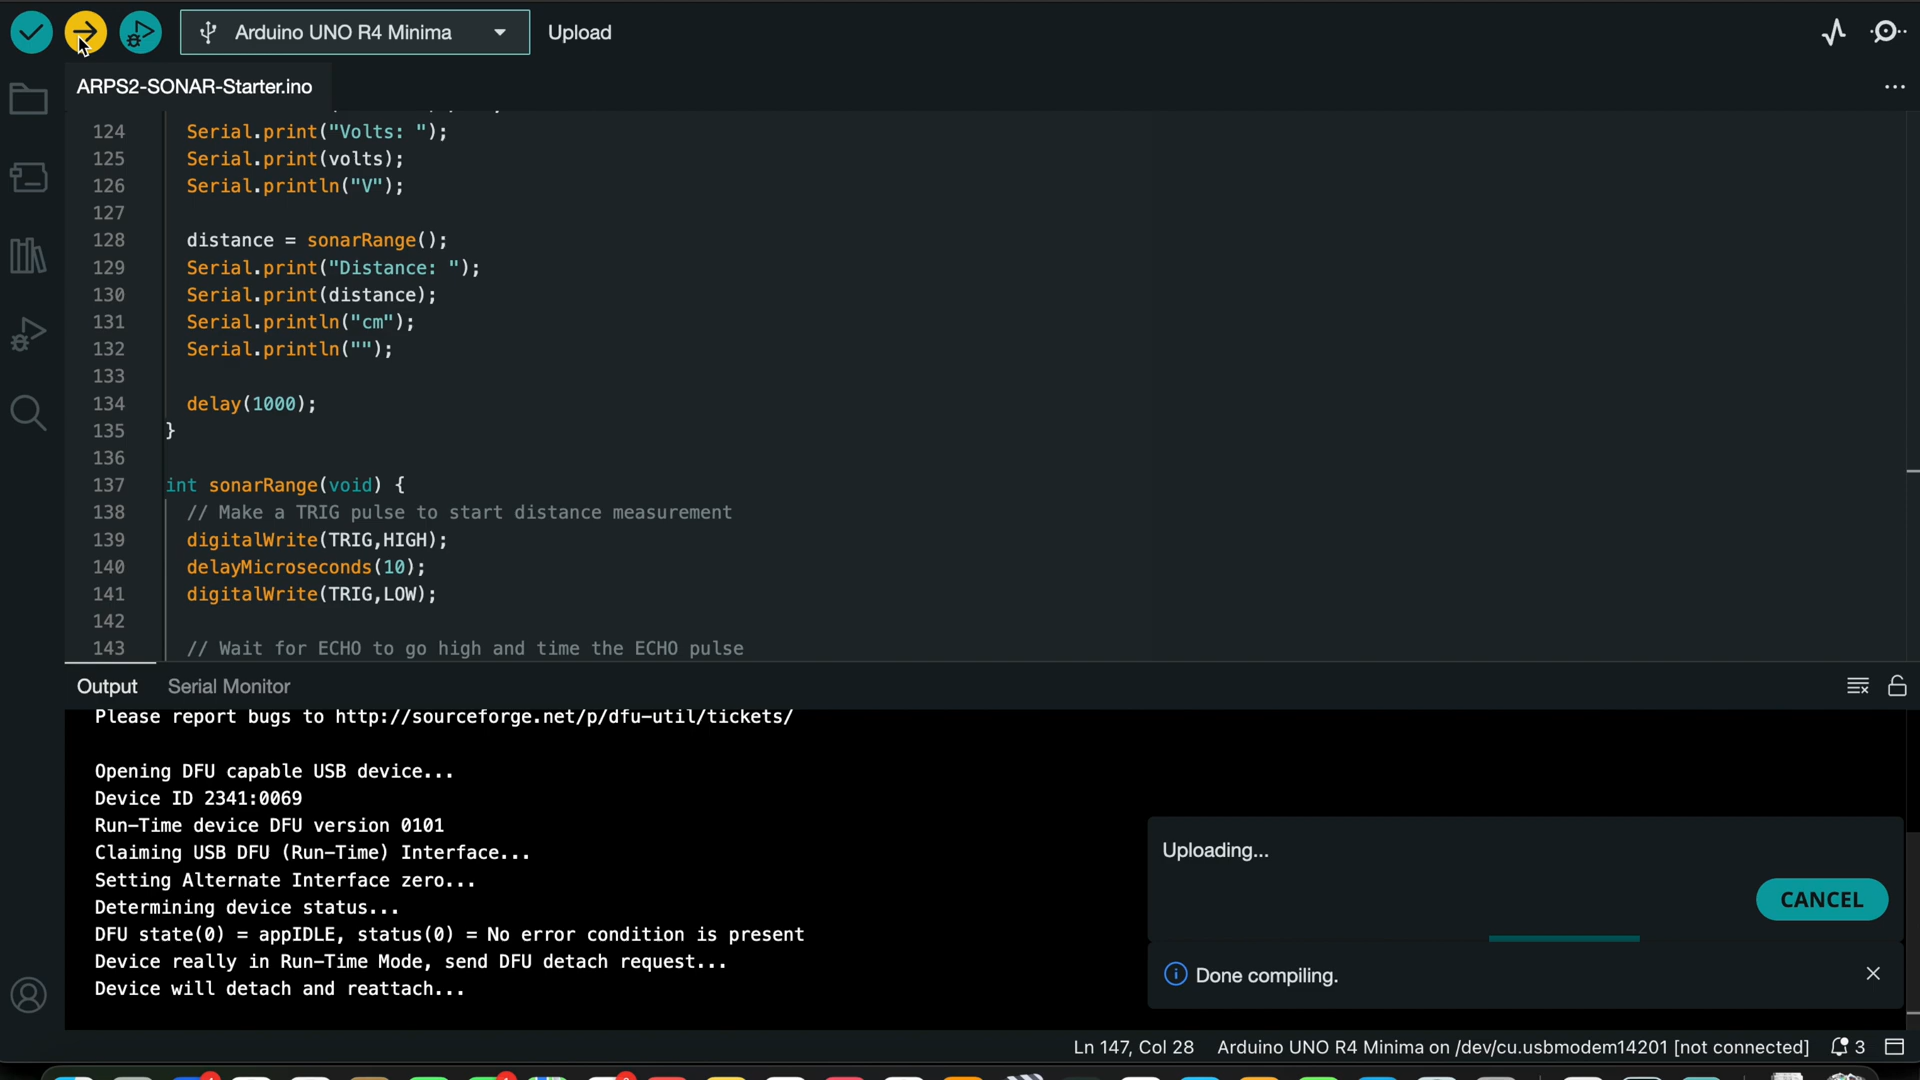 Arduino UNO R4 Minima
Upload
ARPS2-SONAR-Starter.ino
124 Serial.print("Volts: ");
125 Serial.print(volts);
126 Serial.println("V");
127
128 distance = sonarRange();
129 Serial.print("Distance: ");
130 Serial.print(distance);
131 Serial.println("cm");
132 Serial.println("");
133
134 delay(1000);
135 }
136
137 int sonarRange(void) {
138 // Make a TRIG pulse to start distance measurement
139 digitalWrite(TRIG,HIGH);
140 delayMicroseconds(10);
141 digitalWrite(TRIG,LOW);
142
143 // Wait for ECHO to go high and time the ECHO pulse
Output Serial Monitor
Please report bugs to http://sourceforge.net/p/dfu-util/tickets/
Opening DFU capable USB device...
Device ID 2341:0069
Run-Time device DFU version 0101
Claiming USB DFU (Run-Time) Interface...
Setting Alternate Interface zero...
Determining device status...
DFU state(0) = appIDLE, status(0) = No error condition is present
Device really in Run-Time Mode, send DFU detach request...
Device will detach and reattach...
Uploading...
CANCEL
Done compiling.
Ln 147, Col 28 Arduino UNO R4 Minima on /dev/cu.usbmodem14201 [not connected] 3